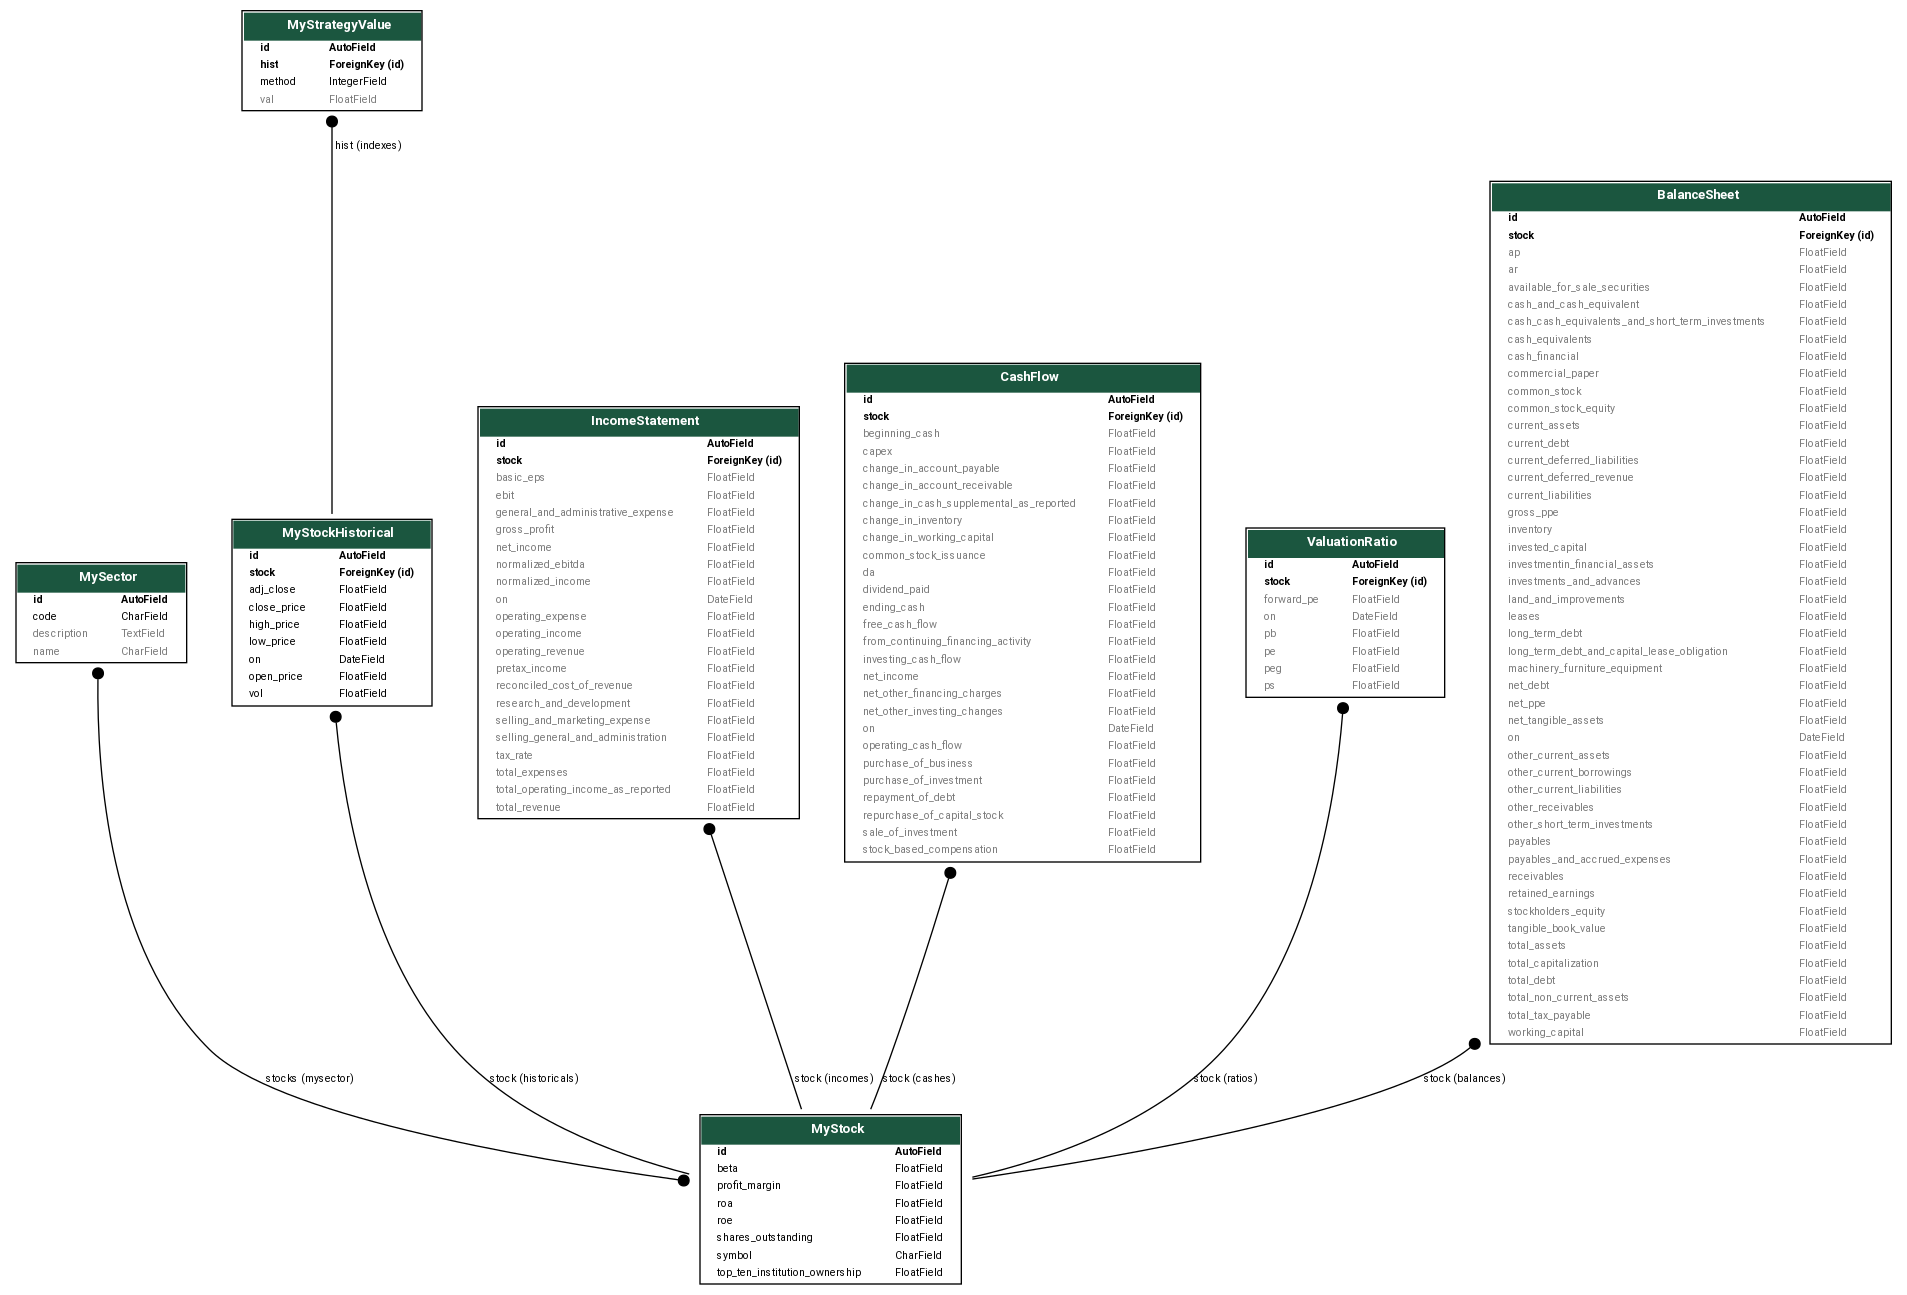 MyStrategyValue
id AutoField
hist ForeignKey (id)
method IntegerField
val FloatField
hist (indexes)
BalanceSheet
id AutoField
stock ForeignKey (id)
ap FloatField
ar FloatField
available_for_sale_securities FloatField
cash_and_cash_equivalent FloatField
cash_cash_equivalents_and_short_term_investments FloatField
cash_equivalents FloatField
cash_financial FloatField
commercial_paper FloatField
common_stock FloatField
common_stock_equity FloatField
current_assets FloatField
current_debt FloatField
current_deferred_liabilities FloatField
current_deferred_revenue FloatField
current_liabilities FloatField
gross_ppe FloatField
inventory FloatField
invested_capital FloatField
investmentin_financial_assets FloatField
investments_and_advances FloatField
land_and_improvements FloatField
leases FloatField
long_term_debt FloatField
long_term_debt_and_capital_lease_obligation FloatField
machinery_furniture_equipment FloatField
net_debt FloatField
net_ppe FloatField
net_tangible_assets FloatField
on DateField
other_current_assets FloatField
other_current_borrowings FloatField
other_current_liabilities FloatField
other_receivables FloatField
other_short_term_investments FloatField
payables FloatField
payables_and_accrued_expenses FloatField
receivables FloatField
retained_earnings FloatField
stockholders_equity FloatField
tangible_book_value FloatField
total_assets FloatField
total_capitalization FloatField
total_debt FloatField
total_non_current_assets FloatField
total_tax_payable FloatField
working_capital FloatField
CashFlow
id AutoField
stock ForeignKey (id)
beginning_cash FloatField
capex FloatField
change_in_account_payable FloatField
change_in_account_receivable FloatField
change_in_cash_supplemental_as_reported FloatField
change_in_inventory FloatField
change_in_working_capital FloatField
common_stock_issuance FloatField
da FloatField
dividend_paid FloatField
ending_cash FloatField
free_cash_flow FloatField
from_continuing_financing_activity FloatField
investing_cash_flow FloatField
net_income FloatField
net_other_financing_charges FloatField
net_other_investing_changes FloatField
on DateField
operating_cash_flow FloatField
purchase_of_business FloatField
purchase_of_investment FloatField
repayment_of_debt FloatField
repurchase_of_capital_stock FloatField
sale_of_investment FloatField
stock_based_compensation FloatField
IncomeStatement
id AutoField
stock ForeignKey (id)
basic_eps FloatField
ebit FloatField
general_and_administrative_expense FloatField
gross_profit FloatField
net_income FloatField
normalized_ebitda FloatField
normalized_income FloatField
on DateField
operating_expense FloatField
operating_income FloatField
operating_revenue FloatField
pretax_income FloatField
reconciled_cost_of_revenue FloatField
research_and_development FloatField
selling_and_marketing_expense FloatField
selling_general_and_administration FloatField
tax_rate FloatField
total_expenses FloatField
total_operating_income_as_reported FloatField
total_revenue FloatField
MyStockHistorical
id AutoField
stock ForeignKey (id)
adj_close FloatField
close_price FloatField
high_price FloatField
low_price FloatField
on DateField
open_price FloatField
vol FloatField
ValuationRatio
id AutoField
stock ForeignKey (id)
forward_pe FloatField
on DateField
pb FloatField
pe FloatField
peg FloatField
ps FloatField
MySector
id AutoField
code CharField
description TextField
name CharField
stocks (mysector)
stock (historicals)
stock (incomes)
stock (cashes)
stock (ratios)
stock (balances)
MyStock
id AutoField
beta FloatField
profit_margin FloatField
roa FloatField
roe FloatField
shares_outstanding FloatField
symbol CharField
top_ten_institution_ownership FloatField